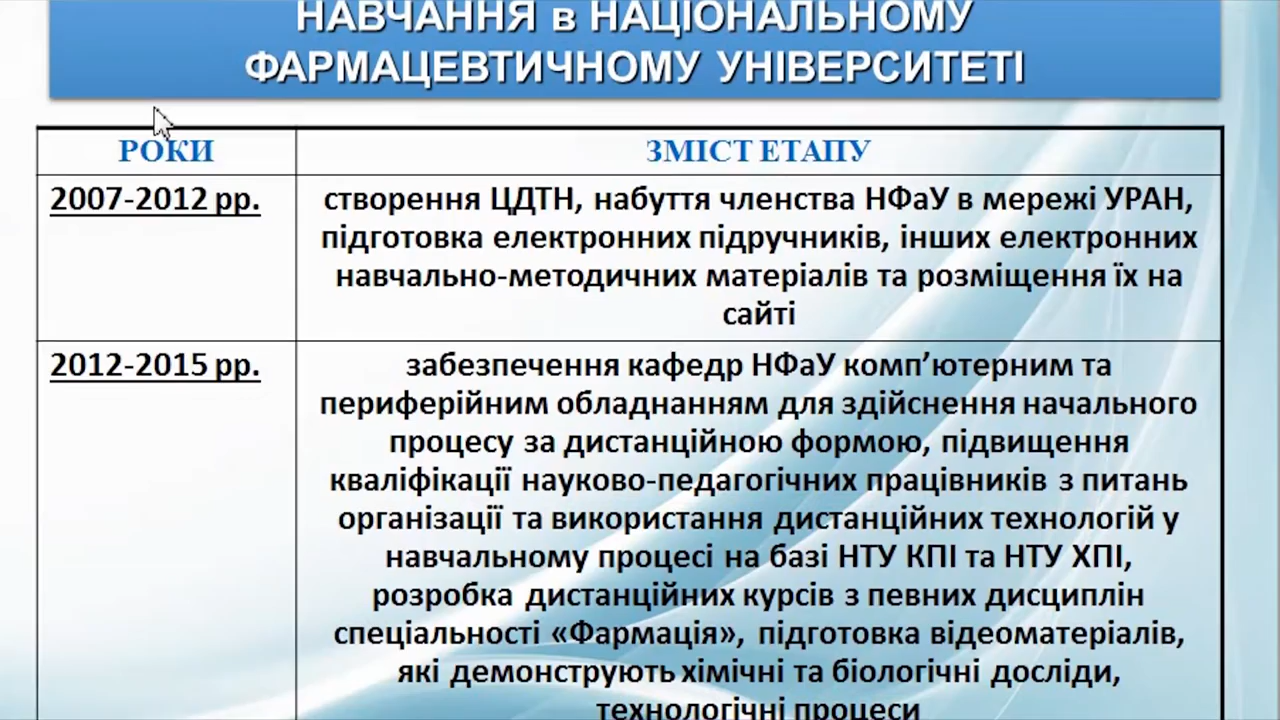 НАВЧАННЯ в НАЦІОНАЛЬНОМУ
ФАРМАЦЕВТИЧНОМУ УНІВЕРСИТЕТІ
РОКИ
ЗМІСТ ЕТАПУ
2007-2012 рр.
створення ЦДТН, набуття членства НФаУ в мережі УРАН,
підготовка електронних підручників, інших електронних
навчально-методичних матеріалів та розміщення їх на
сайті
2012-2015 рр.
забезпечення кафедр НФаУ комп’ютерним та
периферійним обладнанням для здійснення начального
процесу за дистанційною формою, підвищення
кваліфікації науково-педагогічних працівників з питань
організації та використання дистанційних технологій у
навчальному процесі на базі НТУ КПІ та НТУ ХПІ,
розробка дистанційних курсів з певних дисциплін
спеціальності «Фармація», підготовка відеоматеріалів,
які демонструють хімічні та біологічні досліди,
технологічні процеси